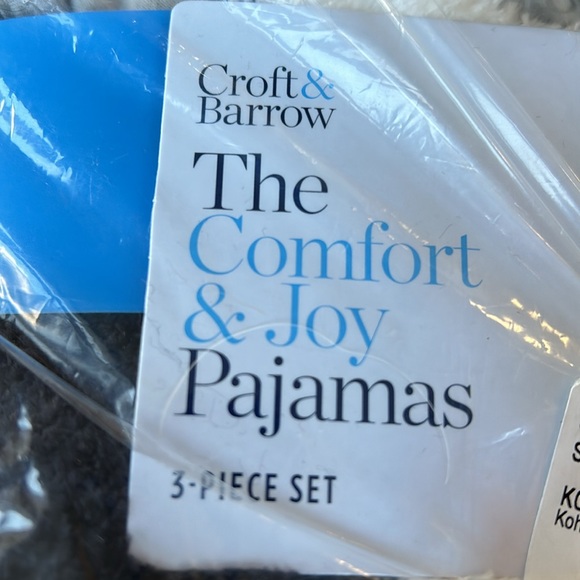 Croft&
Barrow
The
Comfort
& Joy
Pajamas
3-PIECE SET